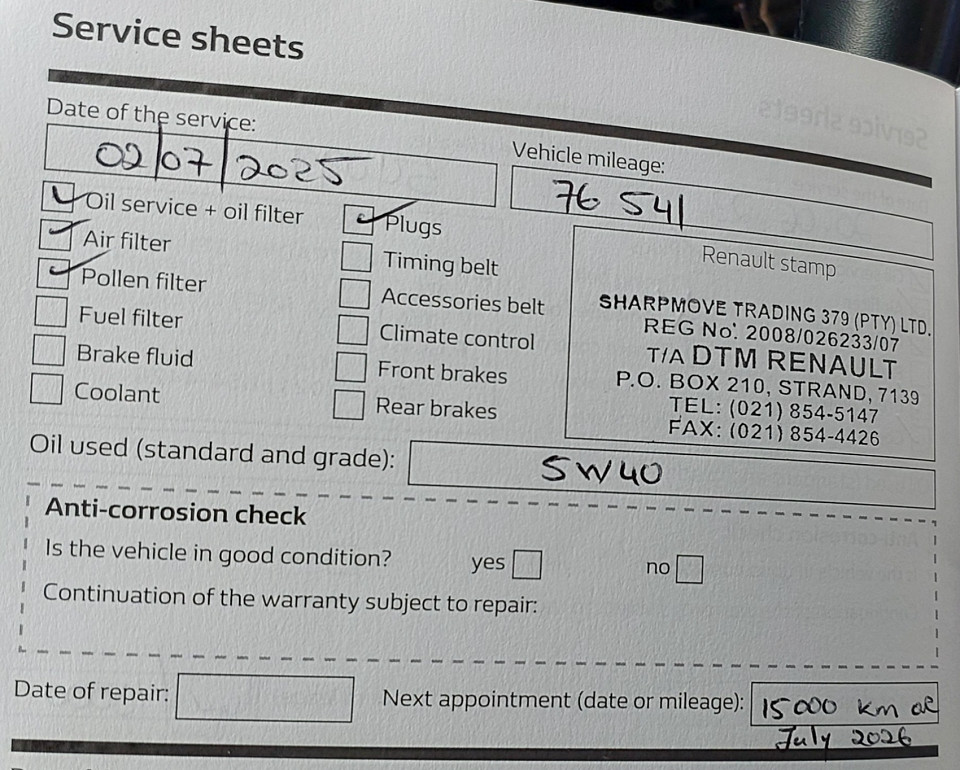 Service sheets
Date of the service:
02/07/2025
Vehicle mileage:
76 541
Oil service + oil filter
Air filter
Pollen filter
Fuel filter
Brake fluid
Coolant
Plugs
Timing belt
Accessories belt
Climate control
Front brakes
Rear brakes
Renault stamp
SHARPMOVE TRADING 379 (PTY) LTD.
REG No: 2008/026233/07
T/A DTM RENAULT
P.O. BOX 210, STRAND, 7139
TEL: (021) 854-5147
FAX: (021) 854-4426
Oil used (standard and grade):
5W40
Anti-corrosion check
Is the vehicle in good condition?
yes
no
Continuation of the warranty subject to repair:
Date of repair:
Next appointment (date or mileage):
15 000 km
July 2026